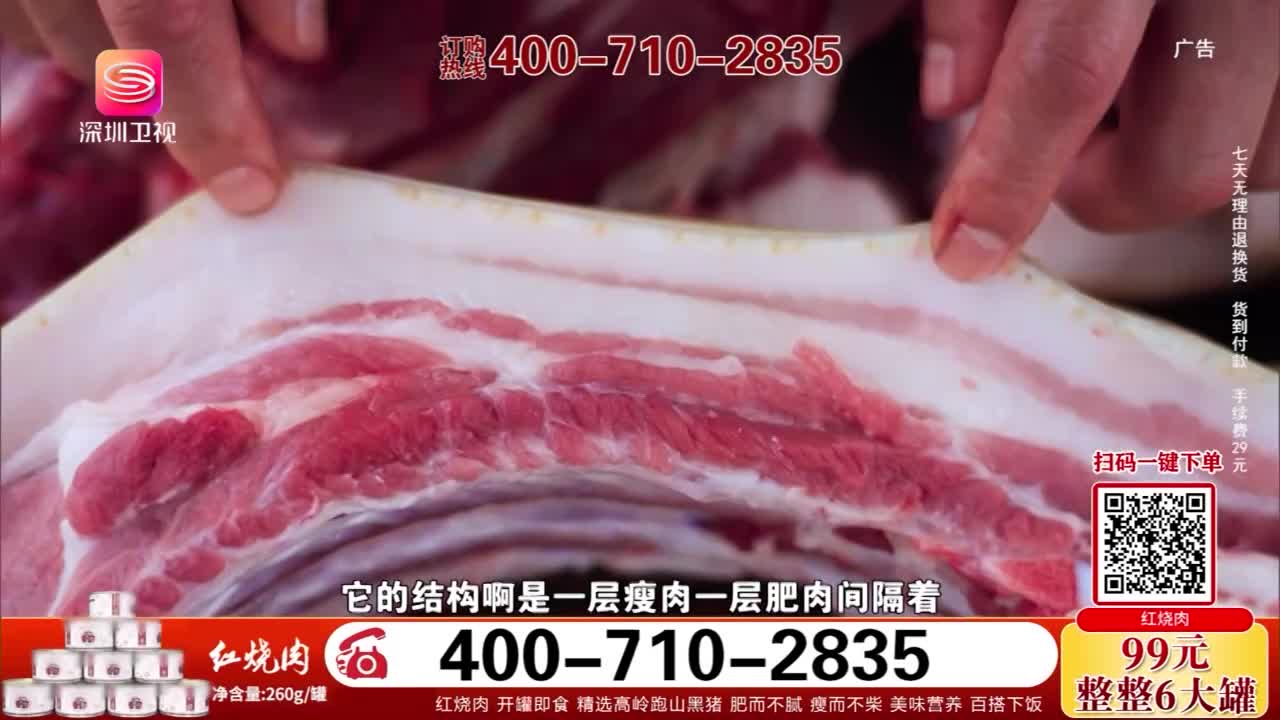 订购热线 400-710-2835
广告
深圳卫视
七天无理由退换货 货到付款 手续费29元
扫码一键下单
它的结构啊是一层瘦肉一层肥肉间隔着
红烧肉
净含量:260g/罐
400-710-2835
红烧肉 开罐即食 精选高岭跑山黑猪 肥而不腻 瘦而不柴 美味营养 百搭下饭
红烧肉
99元
整整6大罐